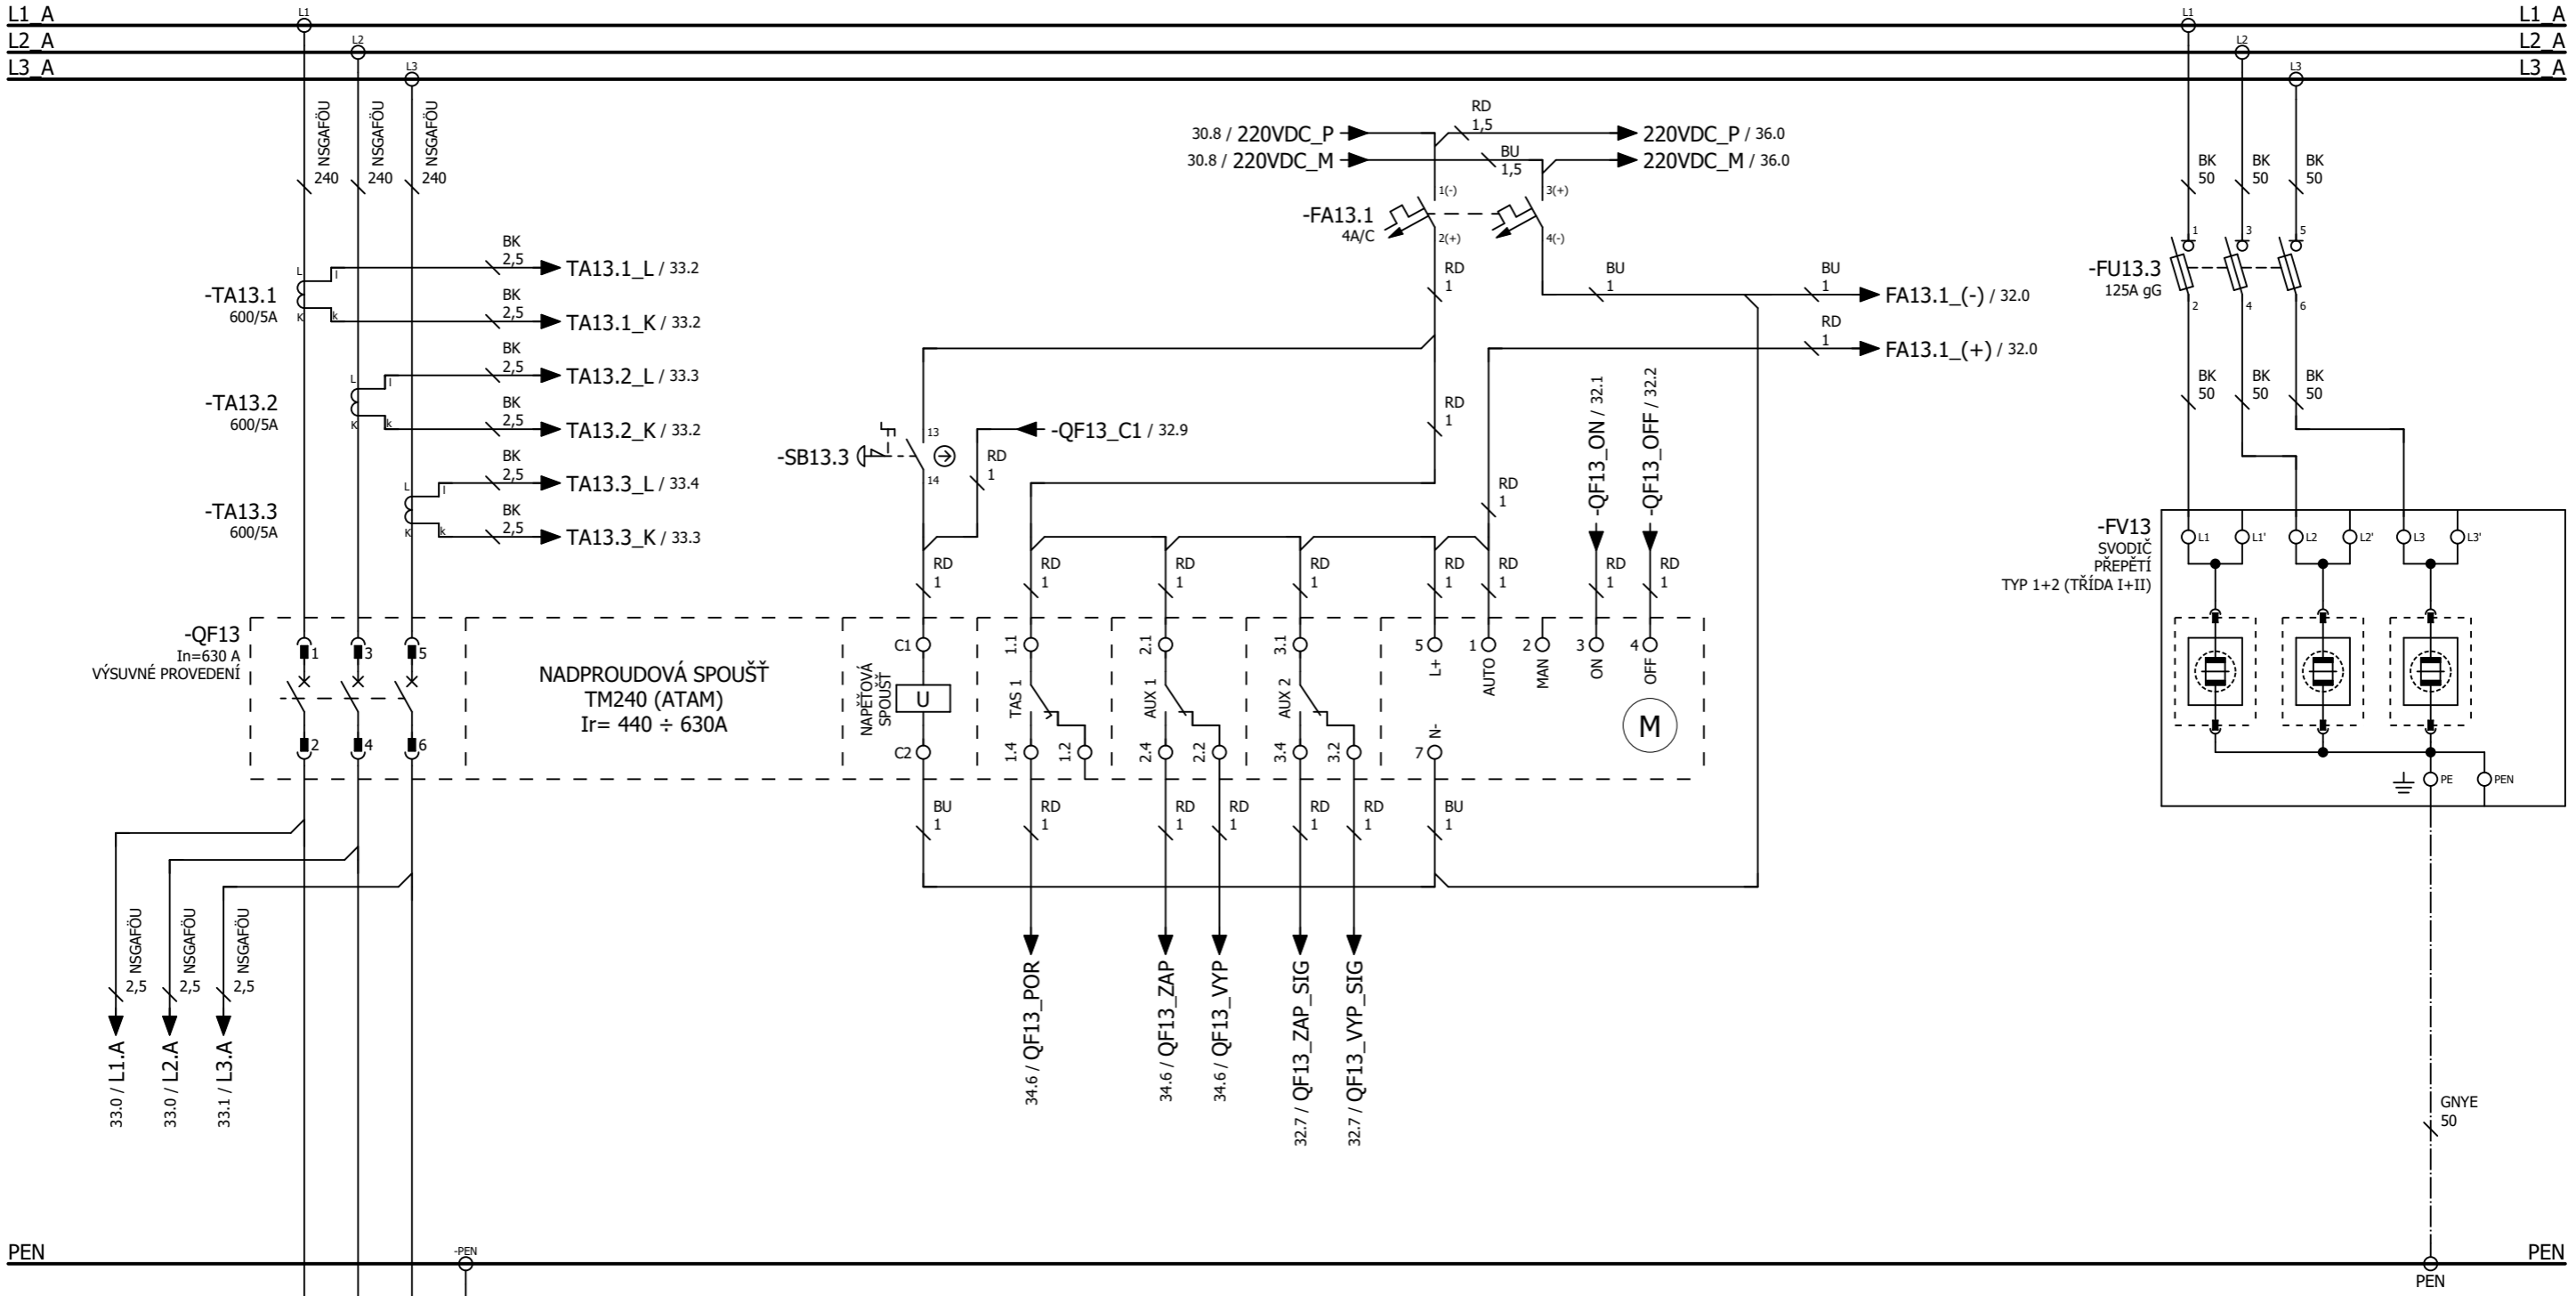 L1_A
L2_A
L3_A
L1
L2
L3
L1_A
L2_A
L3_A
L1
L2
L3
NSGAFÖU
240
NSGAFÖU
240
NSGAFÖU
240
30.8 / 220VDC_P
30.8 / 220VDC_M
RD
1,5
BU
1,5
220VDC_P / 36.0
220VDC_M / 36.0
-FA13.1
4A/C
1(-)
2(+)
3(+)
4(-)
RD
1
BU
1
BU
1
FA13.1_(-) / 32.0
RD
1
FA13.1_(+) / 32.0
BK
50
BK
50
BK
50
-FU13.3
125A gG
1
2
3
4
5
6
BK
50
BK
50
BK
50
-TA13.1
600/5A
L
K
l
k
BK
2,5
TA13.1_L / 33.2
BK
2,5
TA13.1_K / 33.2
-TA13.2
600/5A
L
K
l
k
BK
2,5
TA13.2_L / 33.3
BK
2,5
TA13.2_K / 33.2
-TA13.3
600/5A
L
K
l
k
BK
2,5
TA13.3_L / 33.4
BK
2,5
TA13.3_K / 33.3
-SB13.3
13
14
-QF13_C1 / 32.9
RD
1
RD
1
RD
1
-QF13_ON / 32.1
-QF13_OFF / 32.2
RD
1
RD
1
RD
1
RD
1
RD
1
RD
1
RD
1
RD
1
-FV13
SVODIČ
PŘEPĚTÍ
TYP 1+2 (TŘÍDA I+II)
L1
L1'
L2
L2'
L3
L3'
PE
PEN
-QF13
In=630 A
VÝSUVNÉ PROVEDENÍ
1
3
5
2
4
6
NADPROUDOVÁ SPOUŠŤ
TM240 (ATAM)
Ir= 440 ÷ 630A
NAPĚŤOVÁ
SPOUŠŤ
C1
U
C2
TAS 1
1.1
1.4
1.2
AUX 1
2.1
2.4
2.2
AUX 2
3.1
3.4
3.2
5
L+
1
AUTO
2
MAN
3
ON
4
OFF
7
N-
M
BU
1
RD
1
RD
1
RD
1
RD
1
RD
1
BU
1
NSGAFÖU
2,5
NSGAFÖU
2,5
NSGAFÖU
2,5
33.0 / L1.A
33.0 / L2.A
33.1 / L3.A
34.6 / QF13_POR
34.6 / QF13_ZAP
34.6 / QF13_VYP
32.7 / QF13_ZAP_SIG
32.7 / QF13_VYP_SIG
GNYE
50
PEN
-PEN
PEN
PEN